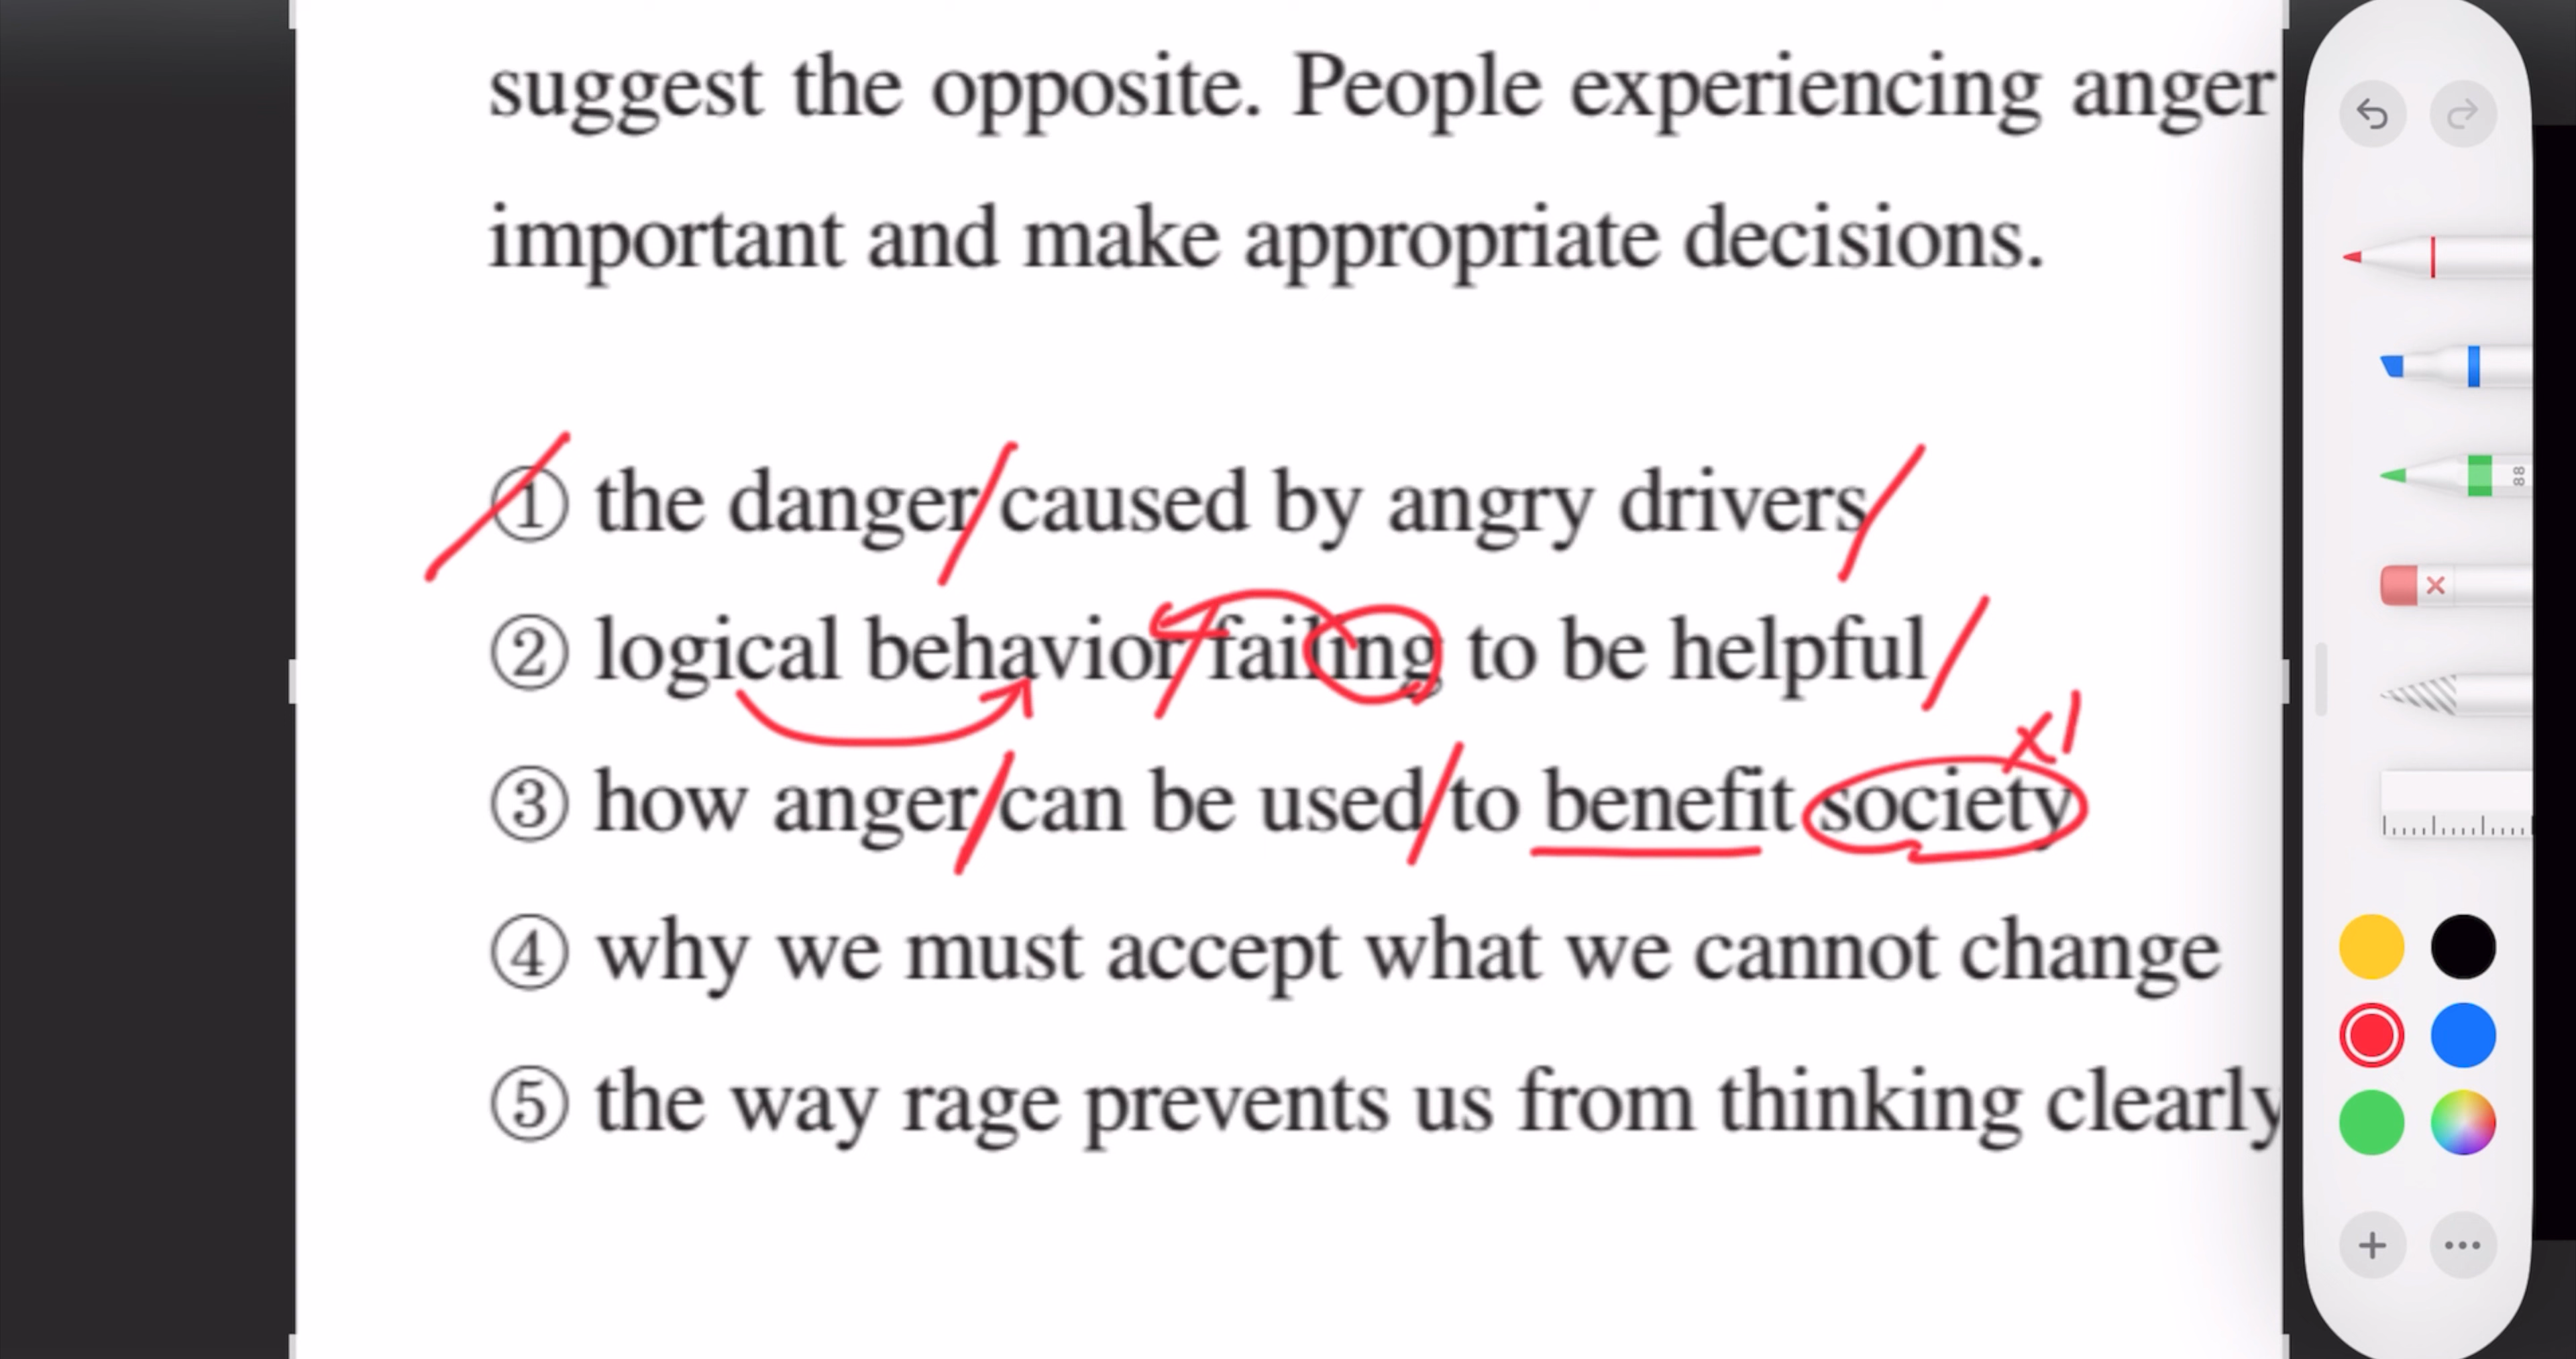 suggest the opposite. People experiencing anger
important and make appropriate decisions.
① the danger caused by angry drivers
② logical behavior failing to be helpful
x1
③ how anger can be used to benefit society
④ why we must accept what we cannot change
⑤ the way rage prevents us from thinking clearly
88